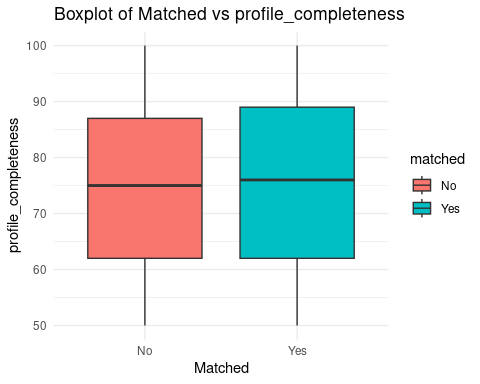 Boxplot of Matched vs profile_completeness
100
90
80
70
60
50
profile_completeness
No
Yes
Matched
matched
No
Yes